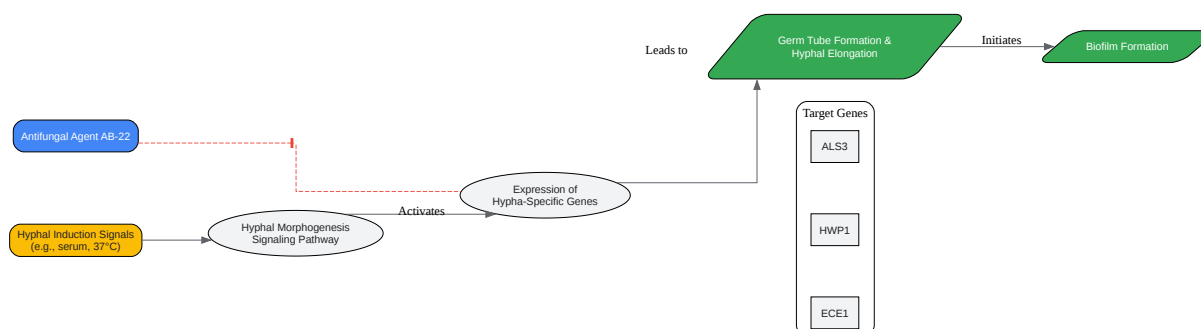 Leads to
Germ Tube Formation &
Hyphal Elongation
Initiates
Biofilm Formation
Target Genes
Antifungal Agent AB-22
ALS3
Expression of
Hypha-Specific Genes
Activates
Hyphal Induction Signals
(e.g., serum, 37°C)
Hyphal Morphogenesis
Signaling Pathway
HWP1
ECE1